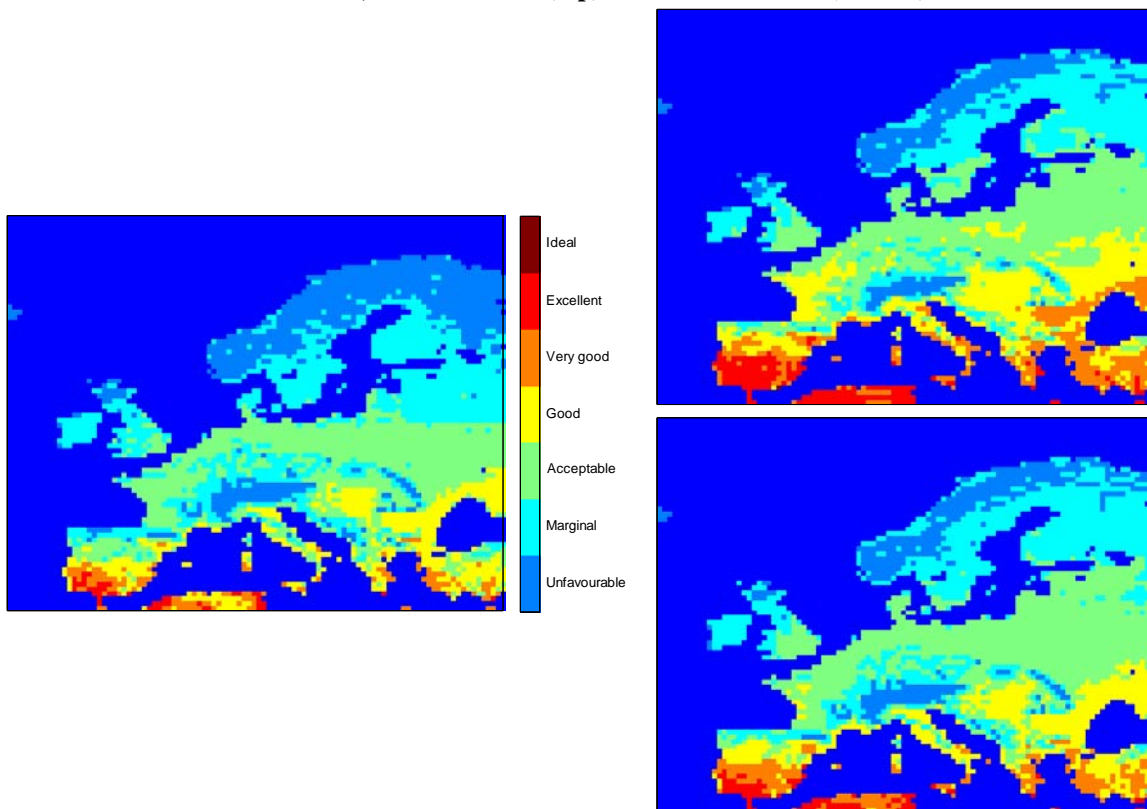 Ideal
Excellent
Very good
Good
Acceptable
Marginal
Unfavourable